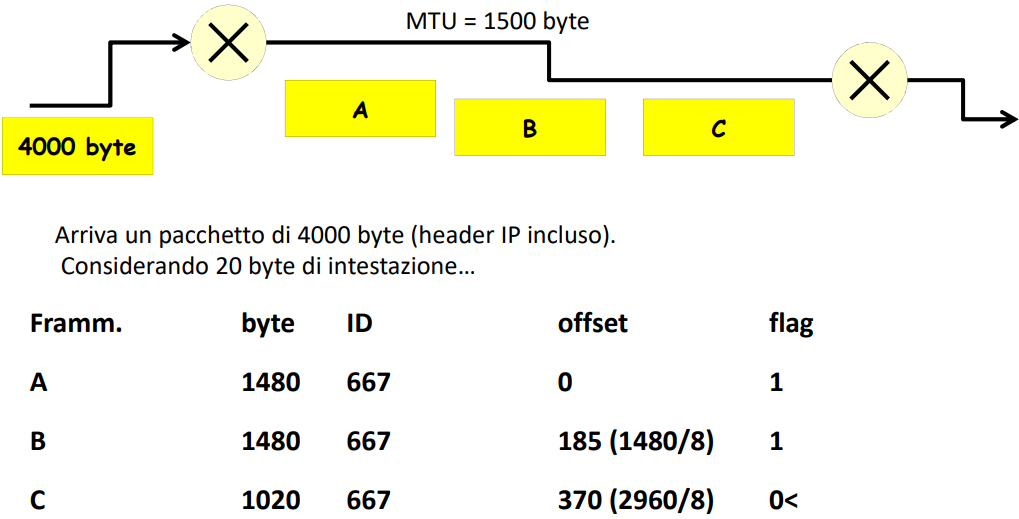 MTU = 1500 byte
4000 byte
A
B
C
Arriva un pacchetto di 4000 byte (header IP incluso).
Considerando 20 byte di intestazione…
Framm. byte ID offset flag
A 1480 667 0 1
B 1480 667 185 (1480/8) 1
C 1020 667 370 (2960/8) 0<